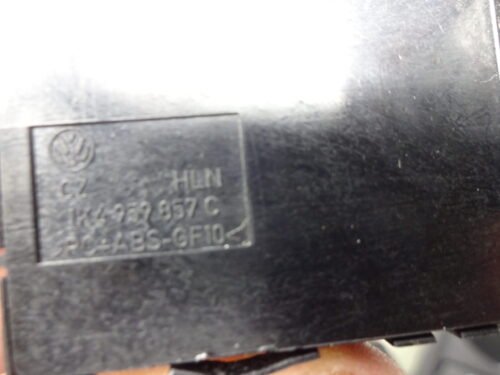 CZ HLN
1K4 959 857 C
>PC-ABS-GF10<